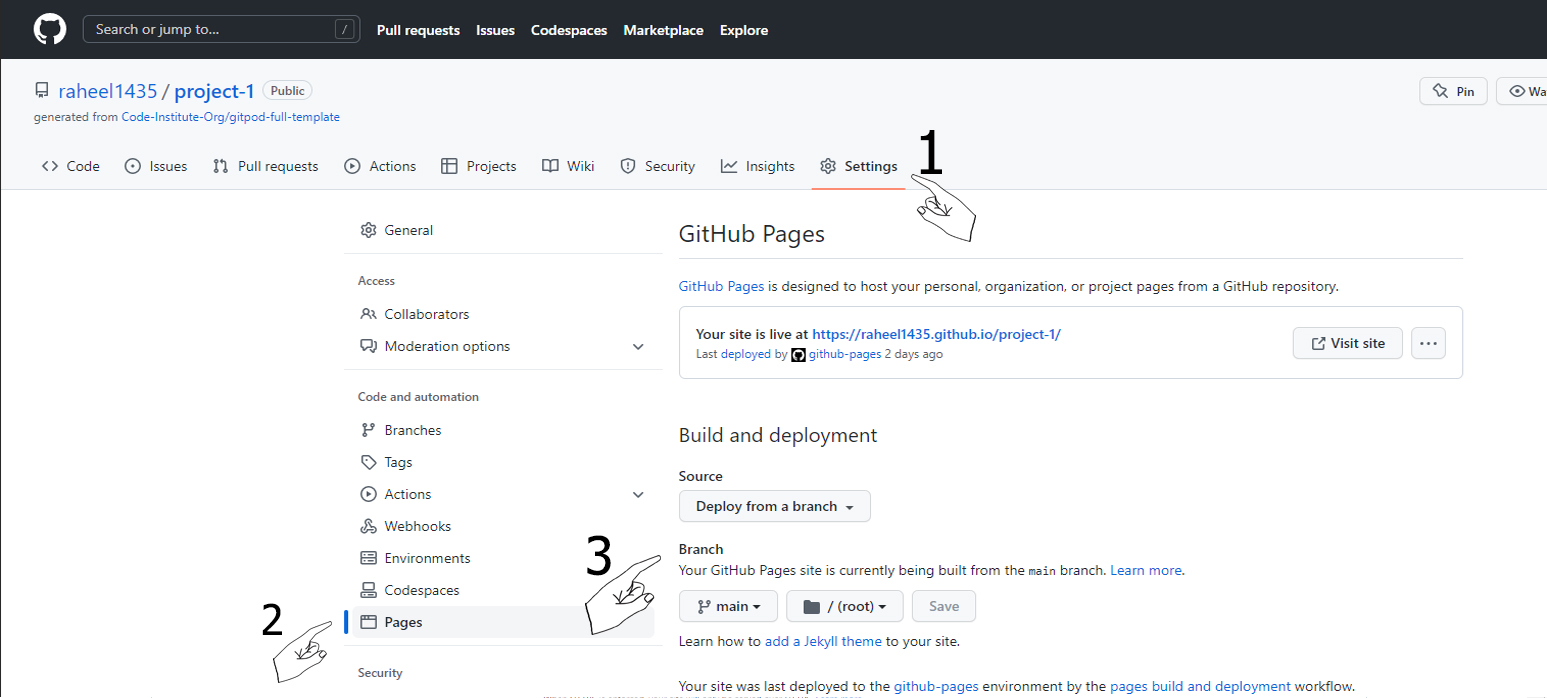 Search or jump to... / Pull requests Issues Codespaces Marketplace Explore
raheel1435 / project-1 Public Pin
generated from Code-Institute-Org/gitpod-full-template
Code Issues Pull requests Actions Projects Wiki Security Insights Settings 1
General
Access
Collaborators
Moderation options
Code and automation
Branches
Tags
Actions
Webhooks
Environments
Codespaces
2 Pages
Security
GitHub Pages
GitHub Pages is designed to host your personal, organization, or project pages from a GitHub repository.
Your site is live at https://raheel1435.github.io/project-1/
Last deployed by github-pages 2 days ago
Visit site ...
Build and deployment
Source
Deploy from a branch
3
Branch
Your GitHub Pages site is currently being built from the main branch. Learn more.
main / (root) Save
Learn how to add a Jekyll theme to your site.
Your site was last deployed to the github-pages environment by the pages build and deployment workflow.